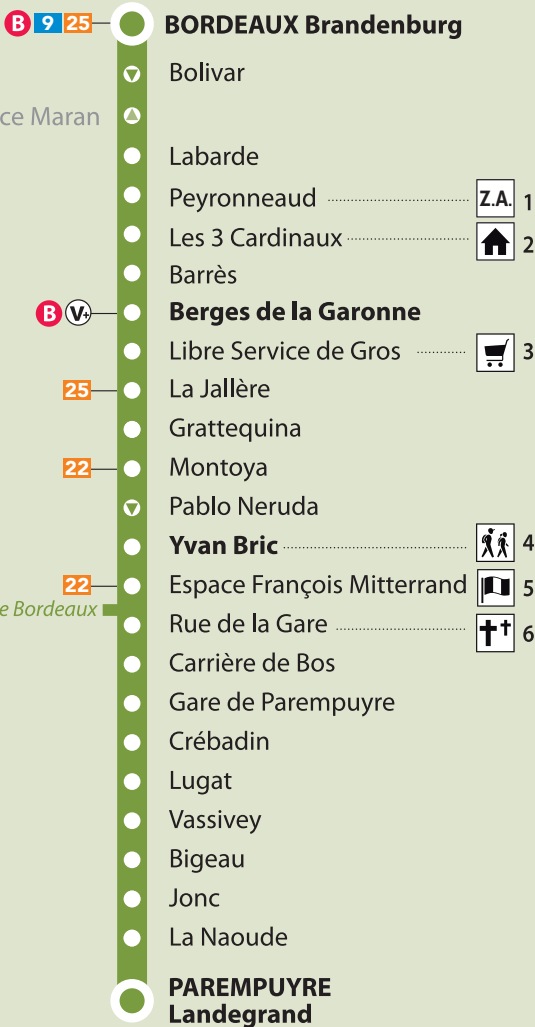 B 9 25 BORDEAUX Brandenburg
Bolivar
Maran
Labarde
Peyronneaud Z.A. 1
Les 3 Cardinaux 2
Barrès
B V+ Berges de la Garonne
Libre Service de Gros 3
25 La Jallère
Grattequina
22 Montoya
Pablo Neruda
Yvan Bric 4
22 Espace François Mitterrand 5
Bordeaux
Rue de la Gare 6
Carrière de Bos
Gare de Parempuyre
Crébadin
Lugat
Vassivey
Bigeau
Jonc
La Naoude
PAREMPUYRE
Landegrand